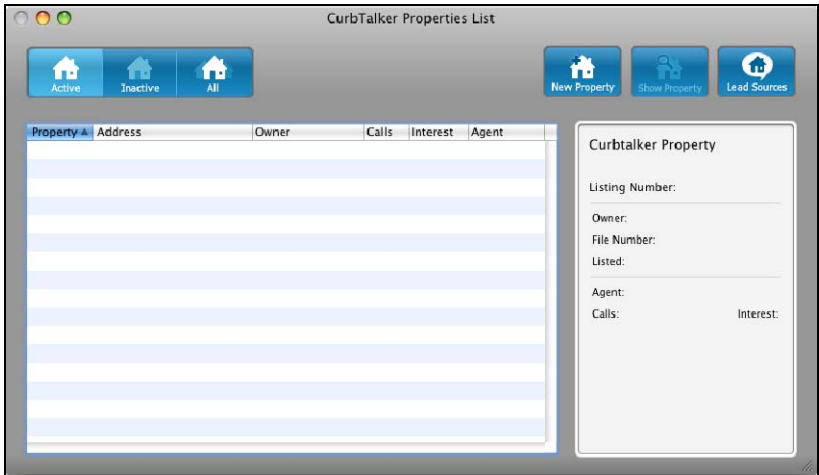 CurbTalker Properties List
Active Inactive All New Property Show Property Lead Sources
Property Address Owner Calls Interest Agent
Curbtalker Property
Listing Number:
Owner:
File Number:
Listed:
Agent:
Calls: Interest: